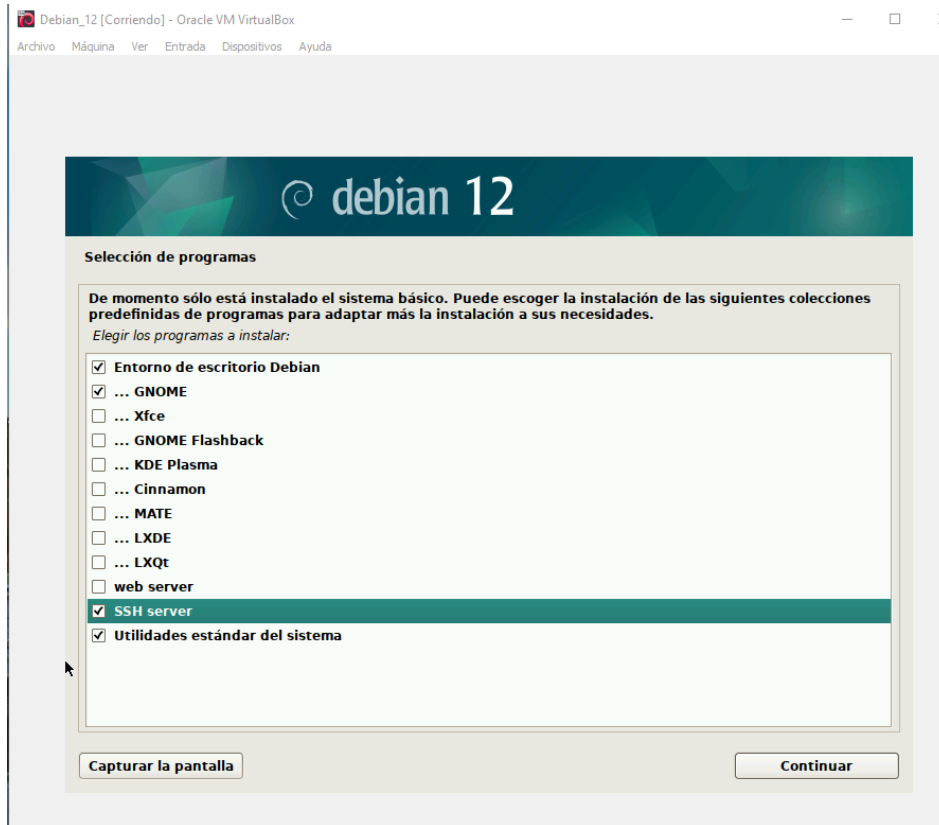 Debian_12 [Corriendo] - Oracle VM VirtualBox
Archivo Máquina Ver Entrada Dispositivos Ayuda
debian 12
Selección de programas
De momento sólo está instalado el sistema básico. Puede escoger la instalación de las siguientes colecciones
predefinidas de programas para adaptar más la instalación a sus necesidades.
Elegir los programas a instalar:
Entorno de escritorio Debian
... GNOME
... Xfce
... GNOME Flashback
... KDE Plasma
... Cinnamon
... MATE
... LXDE
... LXQt
web server
SSH server
Utilidades estándar del sistema
Capturar la pantalla
Continuar